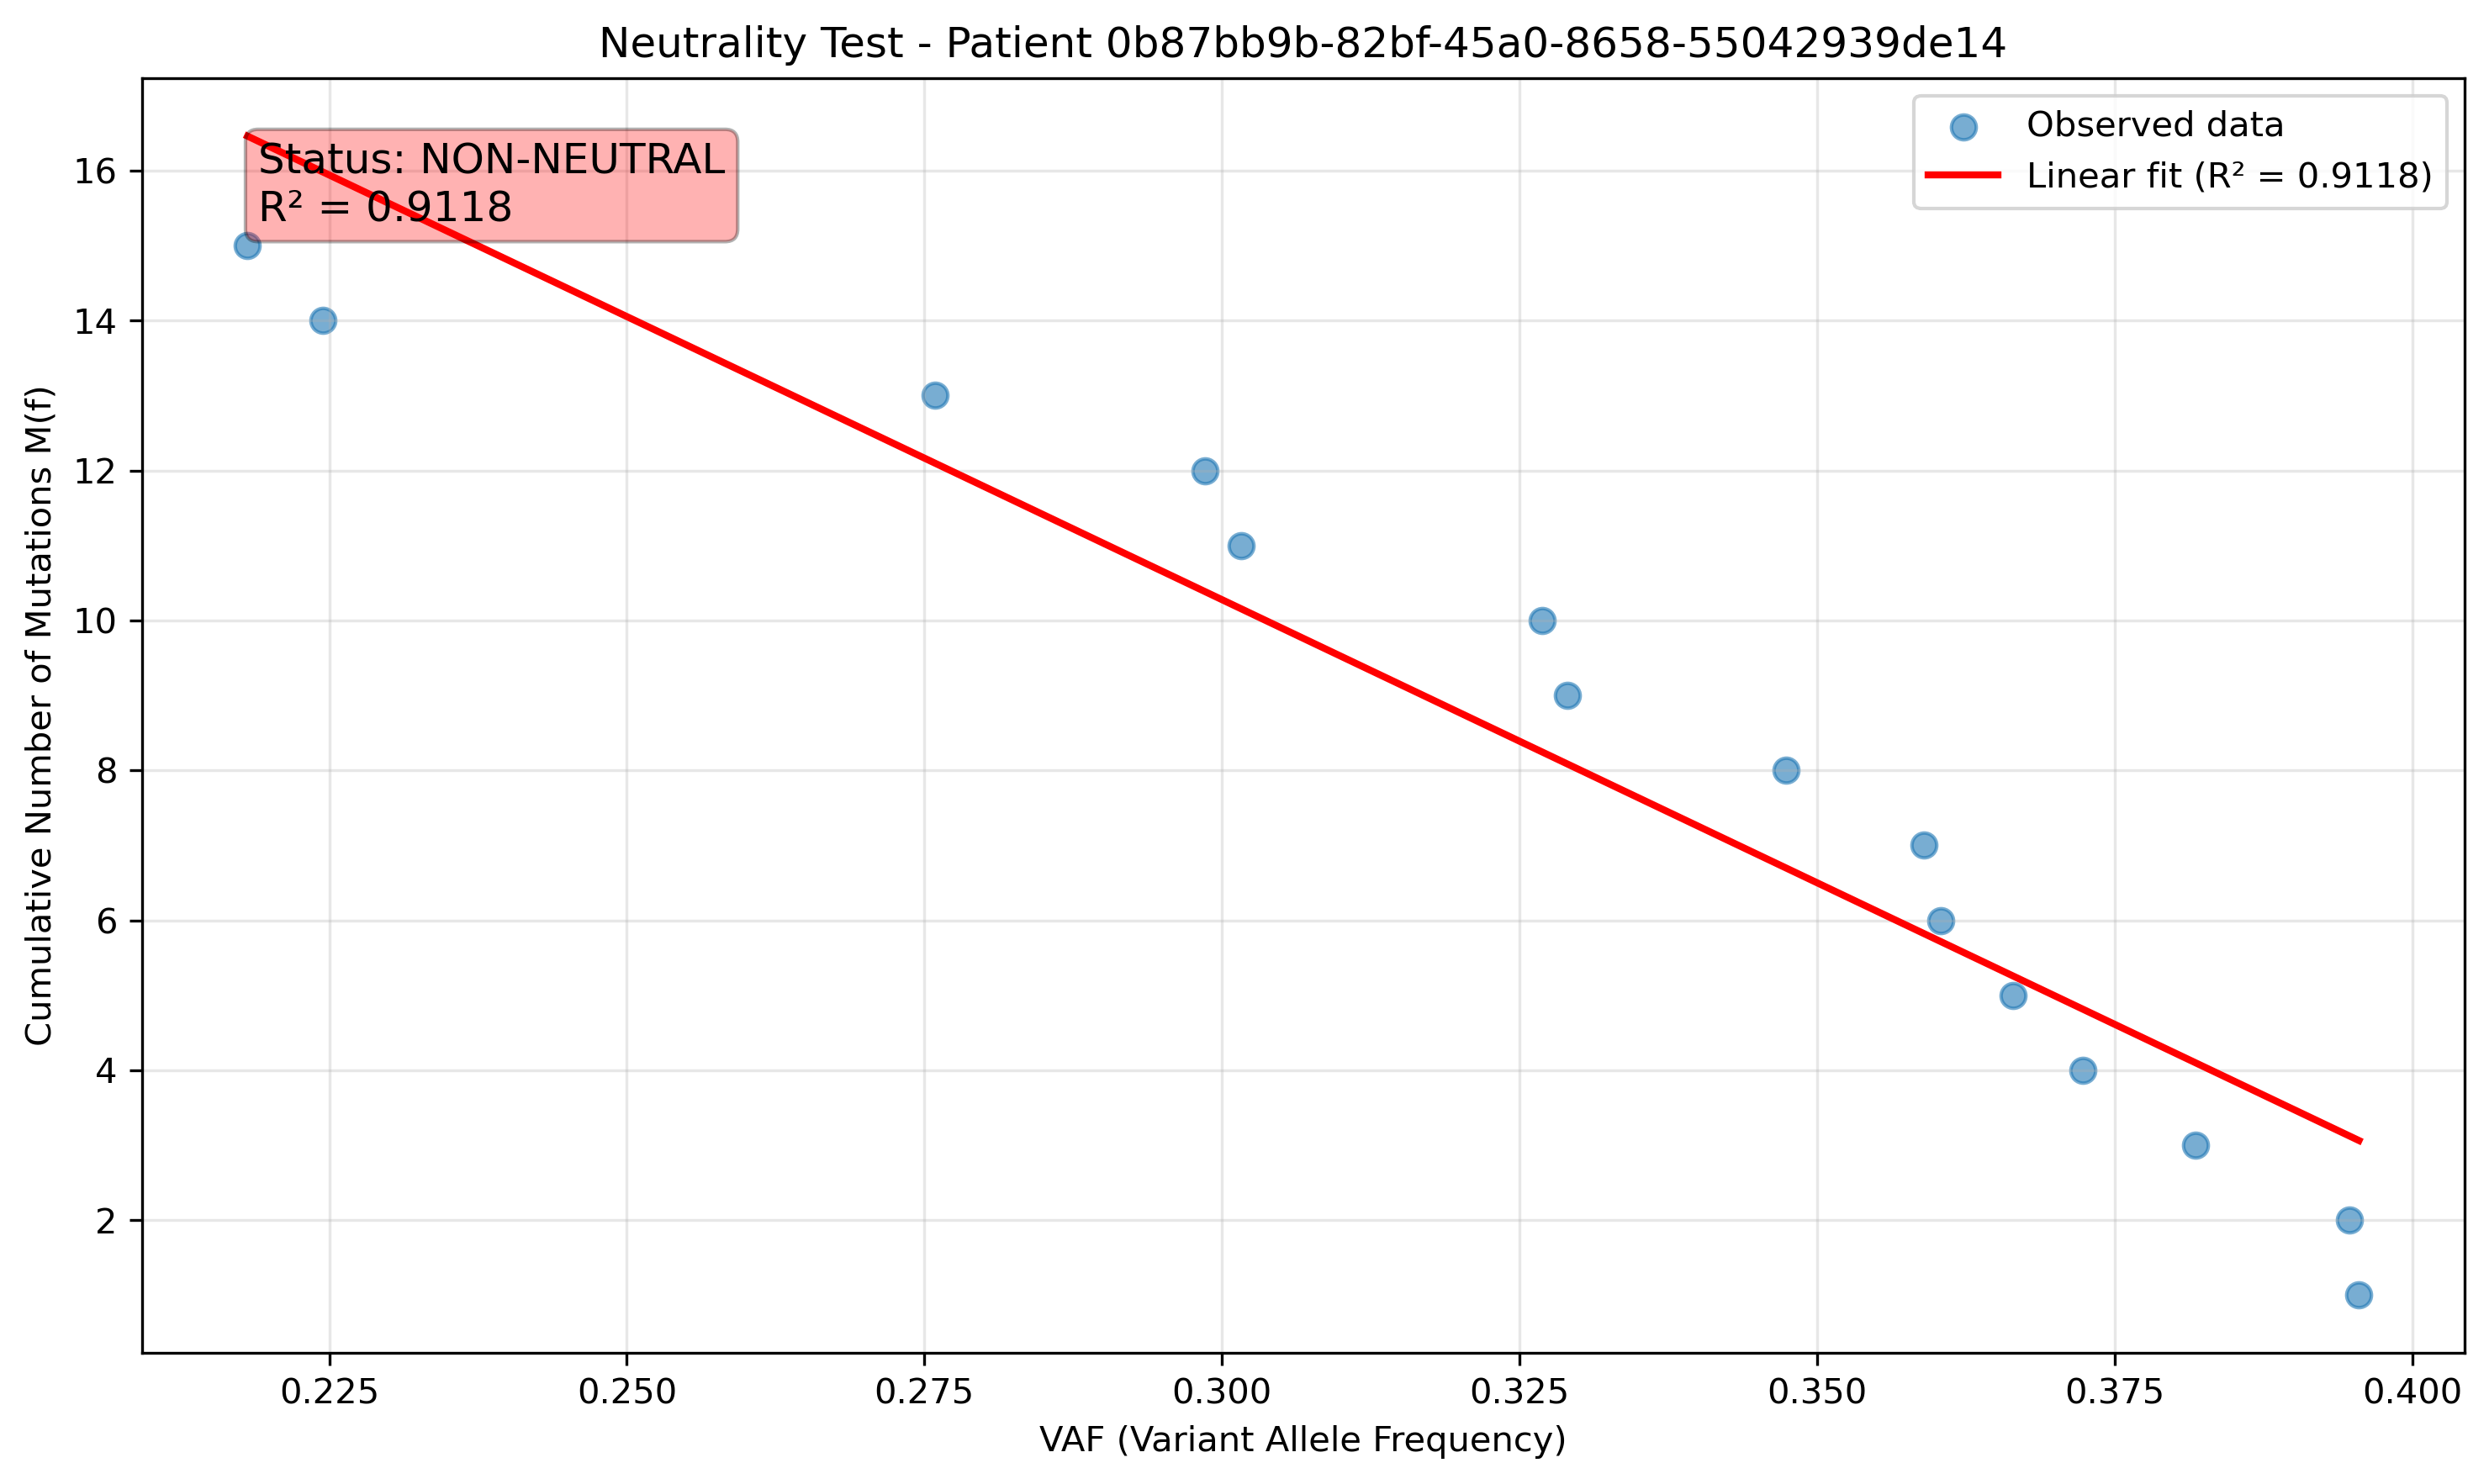 Neutrality Test - Patient 0b87bb9b-82bf-45a0-8658-55042939de14
Status: NON-NEUTRAL
R² = 0.9118
Observed data
Linear fit (R² = 0.9118)
Cumulative Number of Mutations M(f)
16
14
12
10
8
6
4
2
0.225 0.250 0.275 0.300 0.325 0.350 0.375 0.400
VAF (Variant Allele Frequency)